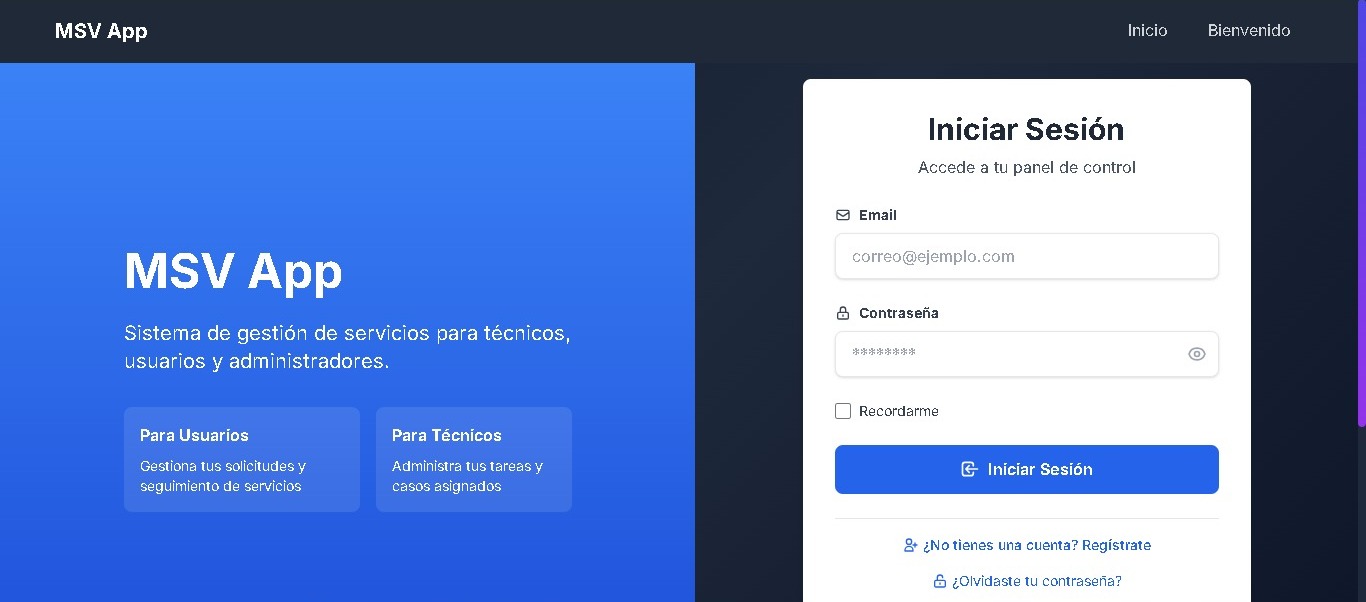 MSV App
Inicio
Bienvenido
MSV App
Sistema de gestión de servicios para técnicos,
usuarios y administradores.
Para Usuarios
Gestiona tus solicitudes y
seguimiento de servicios
Para Técnicos
Administra tus tareas y
casos asignados
Iniciar Sesión
Accede a tu panel de control
Email
correo@ejemplo.com
Contraseña
********
Recordarme
Iniciar Sesión
¿No tienes una cuenta? Regístrate
¿Olvidaste tu contraseña?